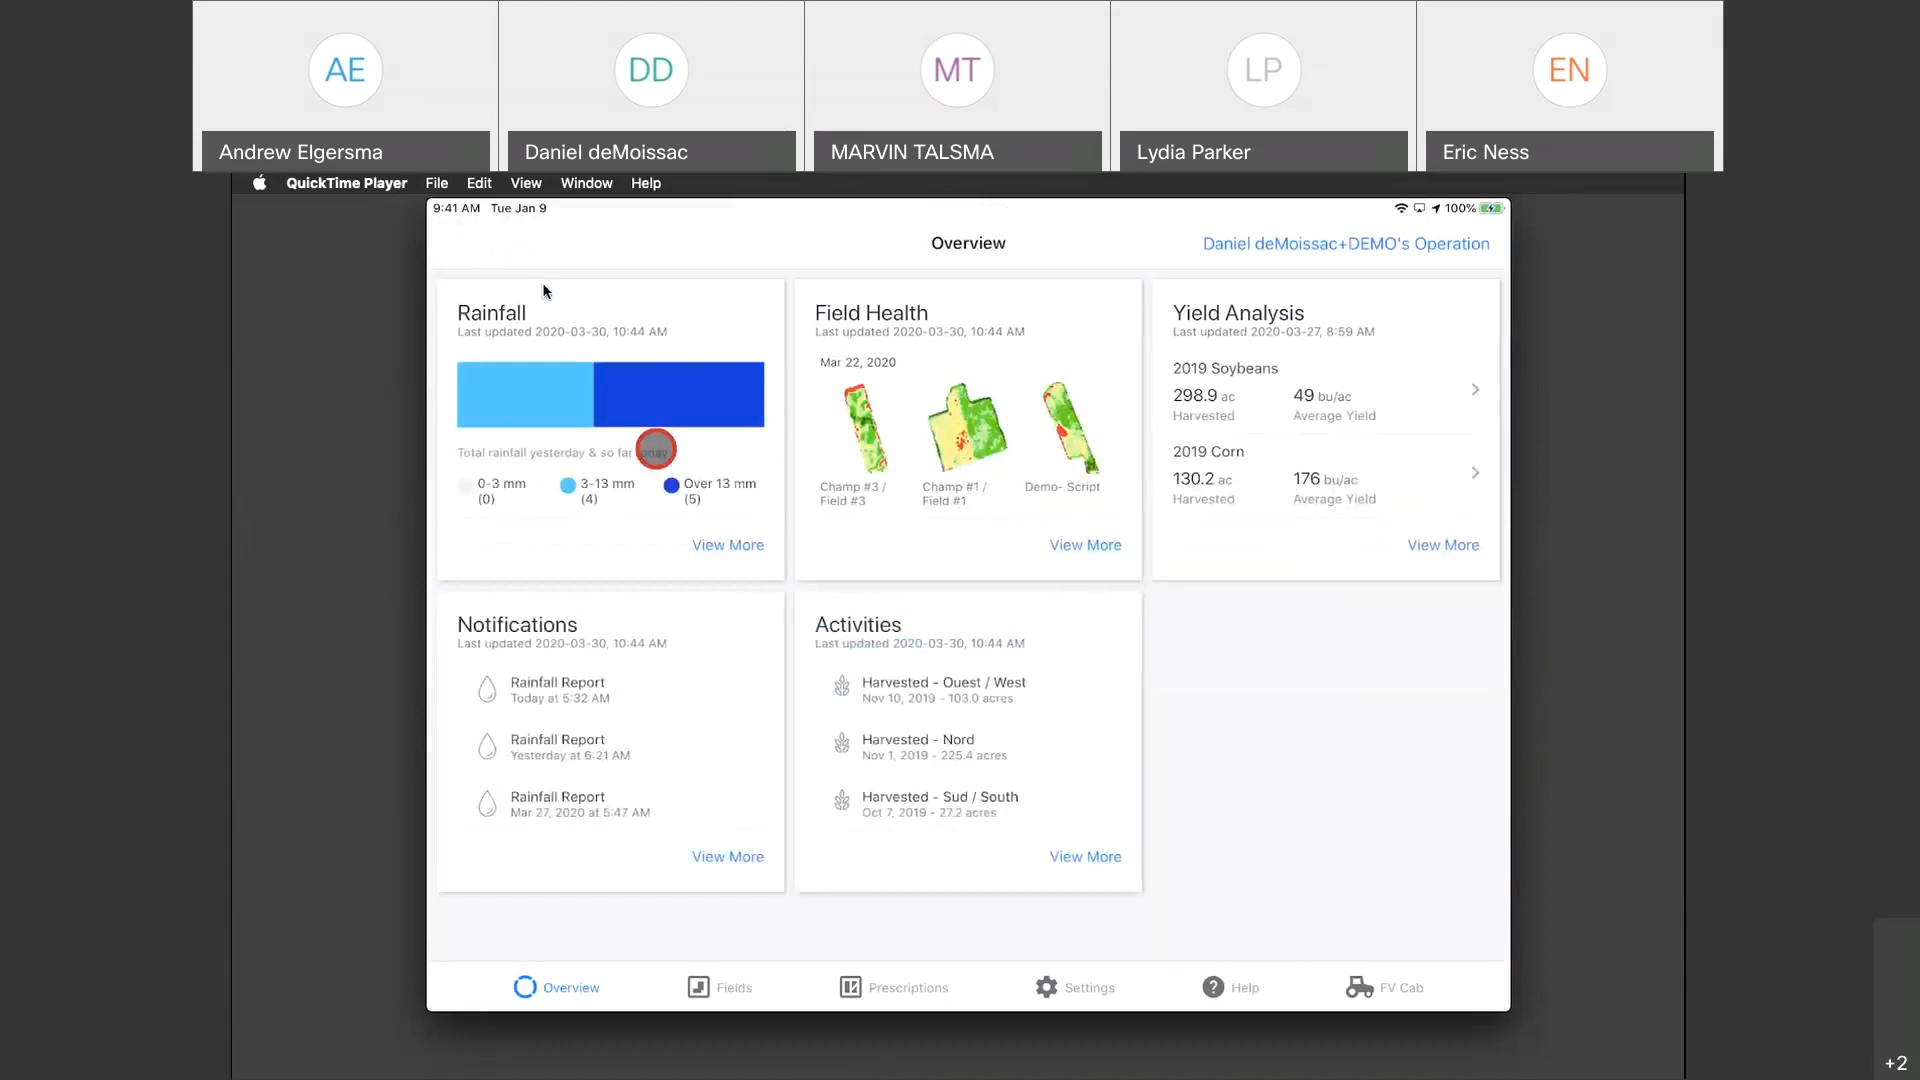 AE
DD
MT
LP
EN
Andrew Elgersma
Daniel deMoissac
MARVIN TALSMA
Lydia Parker
Eric Ness
QuickTime Player File Edit View Window Help
9:41 AM Tue Jan 9
100%
Overview
Daniel deMoissac+DEMO's Operation
Rainfall
Last updated 2020-03-30, 10:44 AM
Total rainfall yesterday & so far today
0-3 mm
(0)
3-13 mm
(4)
Over 13 mm
(5)
View More
Field Health
Last updated 2020-03-30, 10:44 AM
Mar 22, 2020
Champ #3 /
Field #3
Champ #1 /
Field #1
Demo- Script
View More
Yield Analysis
Last updated 2020-03-27, 8:59 AM
2019 Soybeans
298.9 ac
Harvested
49 bu/ac
Average Yield
2019 Corn
130.2 ac
Harvested
176 bu/ac
Average Yield
View More
Notifications
Last updated 2020-03-30, 10:44 AM
Rainfall Report
Today at 5:32 AM
Rainfall Report
Yesterday at 6:21 AM
Rainfall Report
Mar 27, 2020 at 5:47 AM
View More
Activities
Last updated 2020-03-30, 10:44 AM
Harvested - Ouest / West
Nov 10, 2019 - 103.0 acres
Harvested - Nord
Nov 1, 2019 - 225.4 acres
Harvested - Sud / South
Oct 7, 2019 - 27.2 acres
View More
Overview
Fields
Prescriptions
Settings
Help
FV Cab
+2